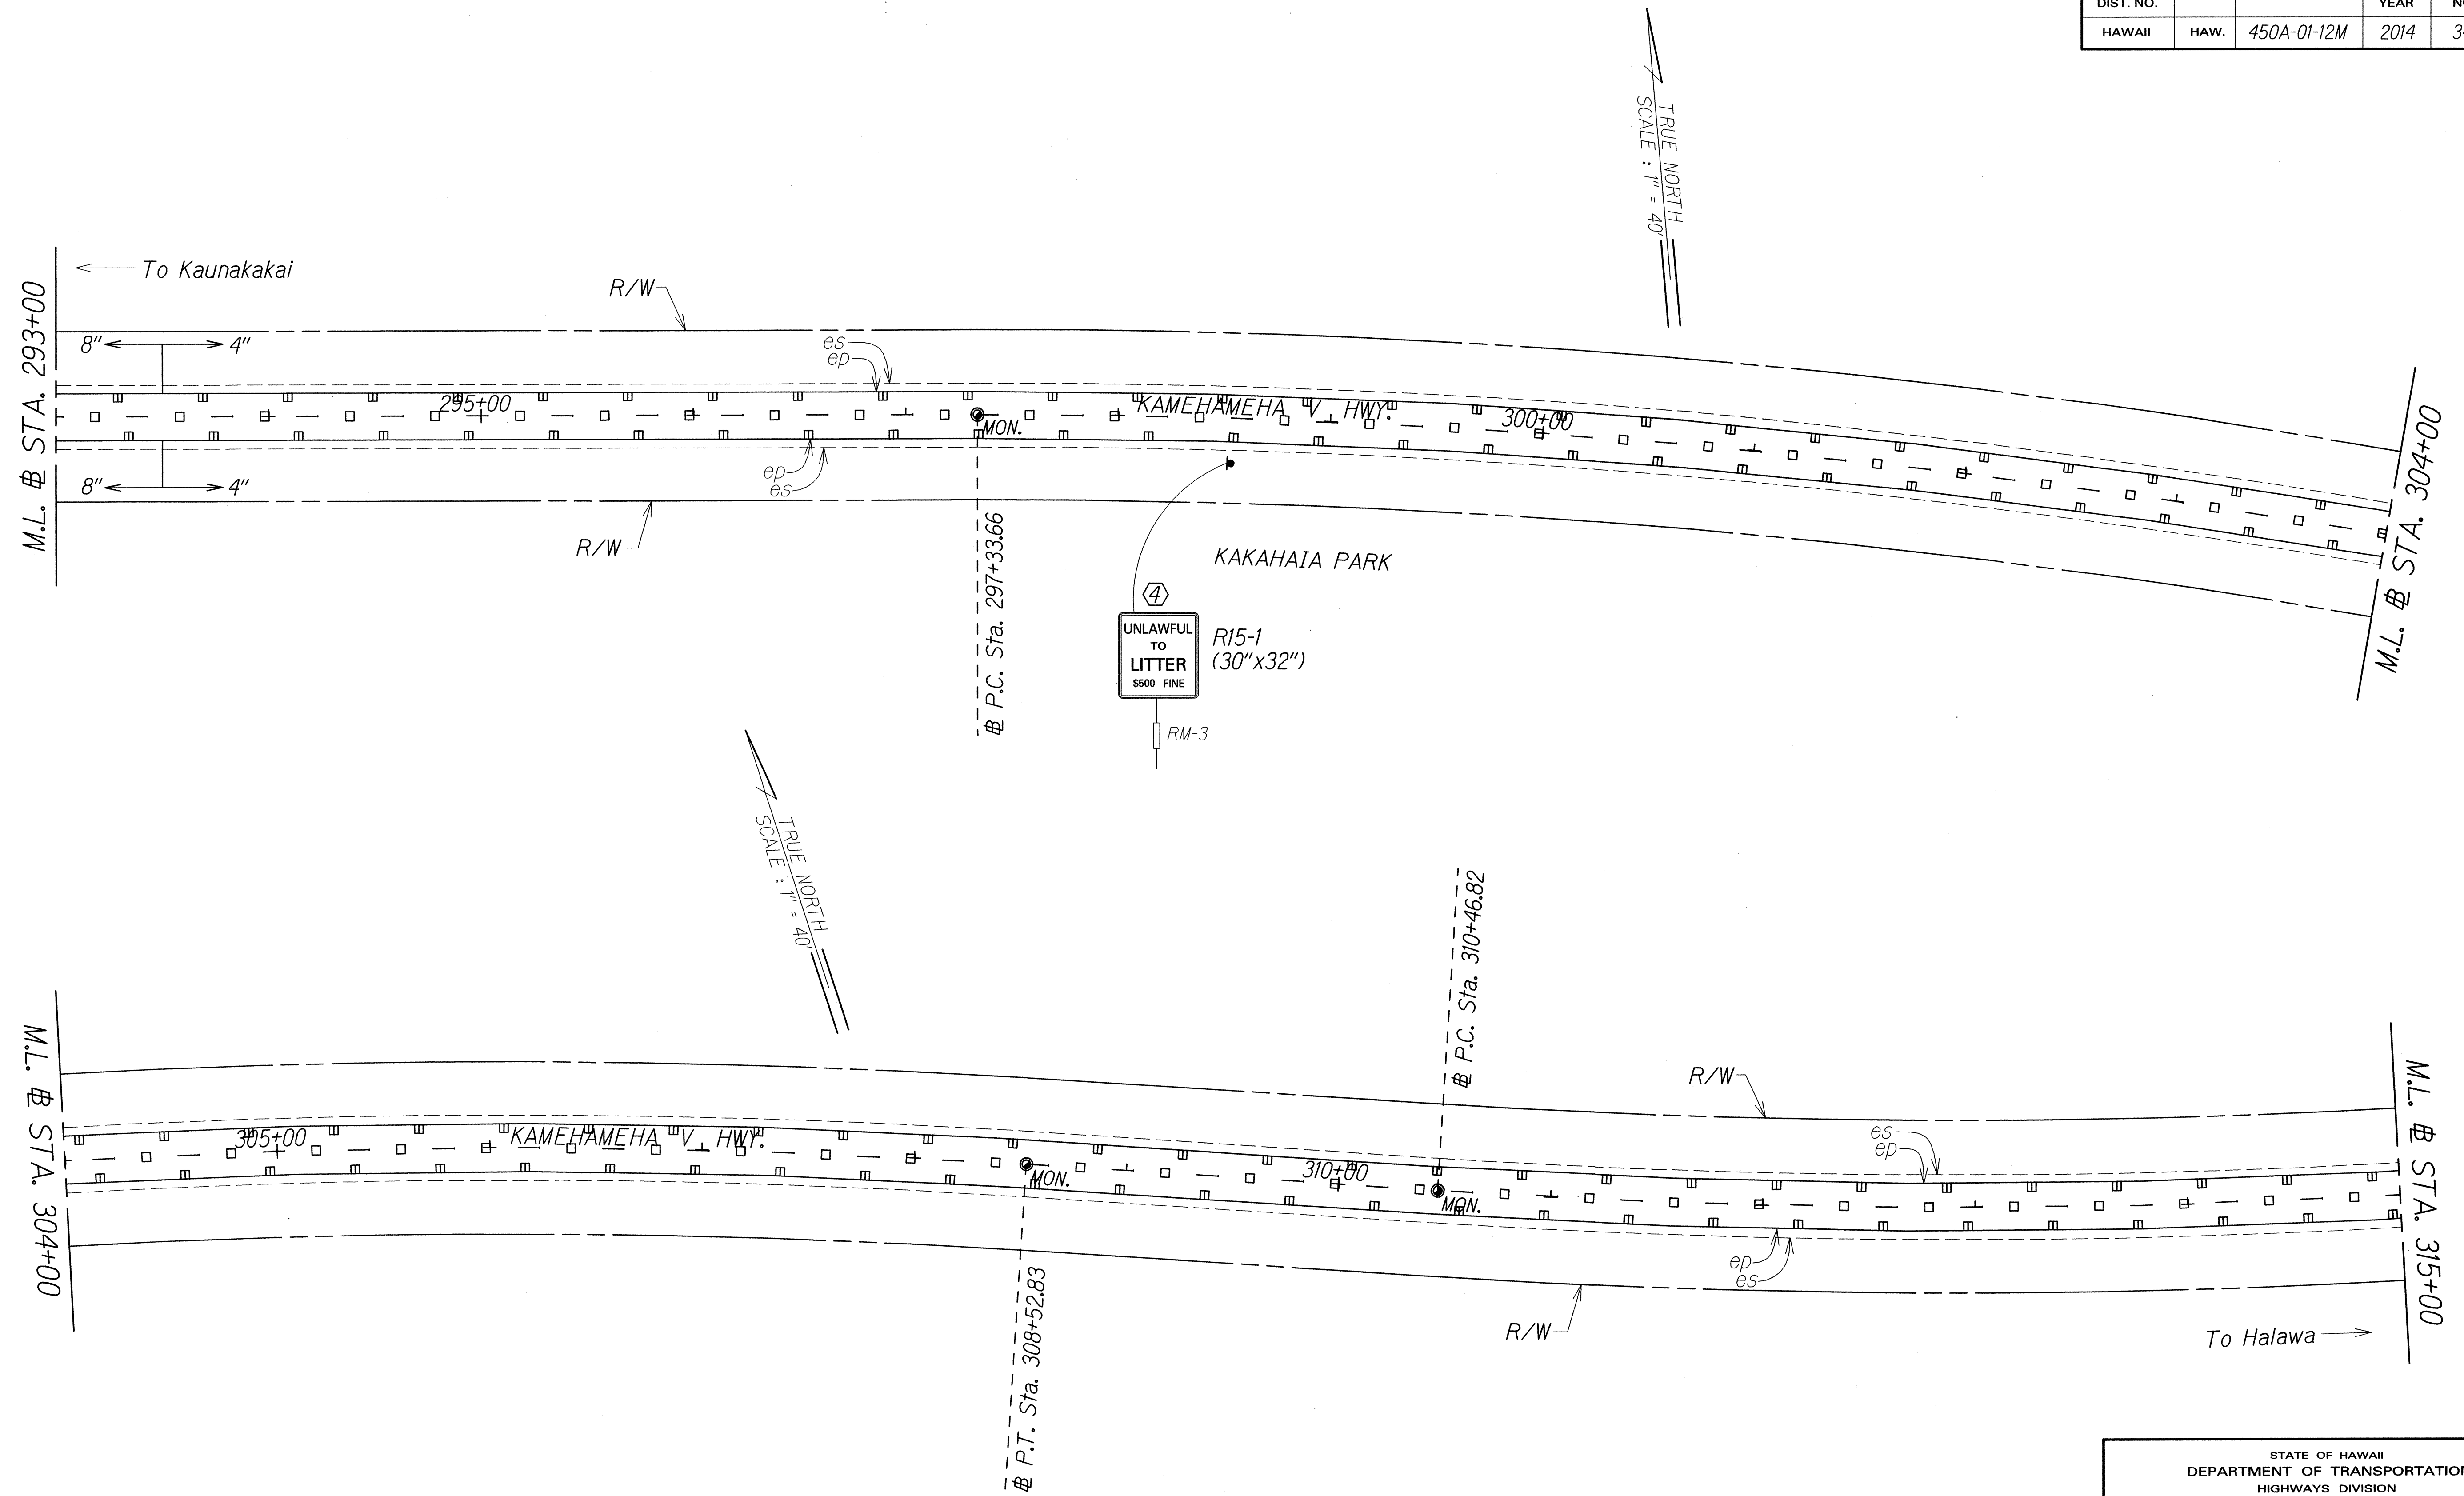 DIST. NO. YEAR
HAWAII HAW. 450A-01-12M 2014
TRUE NORTH
SCALE : 1" = 40'
To Kaunakakai
R/W
M.L. ⅊ STA. 293+00
8" 4"
es
ep
295+00
MON.
KAMEHAMEHA V HWY.
300+00
ep
es
8" 4"
R/W
M.L. ⅊ STA. 304+00
P.C. Sta. 297+33.66
KAKAHAIA PARK
4
UNLAWFUL
TO
LITTER
$500 FINE
R15-1
(30"x32")
RM-3
TRUE NORTH
SCALE : 1" = 40'
P.C. Sta. 310+46.82
M.L. STA. 304+00
305+00
KAMEHAMEHA V HWY.
MON.
310+00
MON.
R/W
es
ep
ep
es
R/W
M.L. STA. 315+00
P.T. Sta. 308+52.83
To Halawa
STATE OF HAWAII
DEPARTMENT OF TRANSPORTATION
HIGHWAYS DIVISION